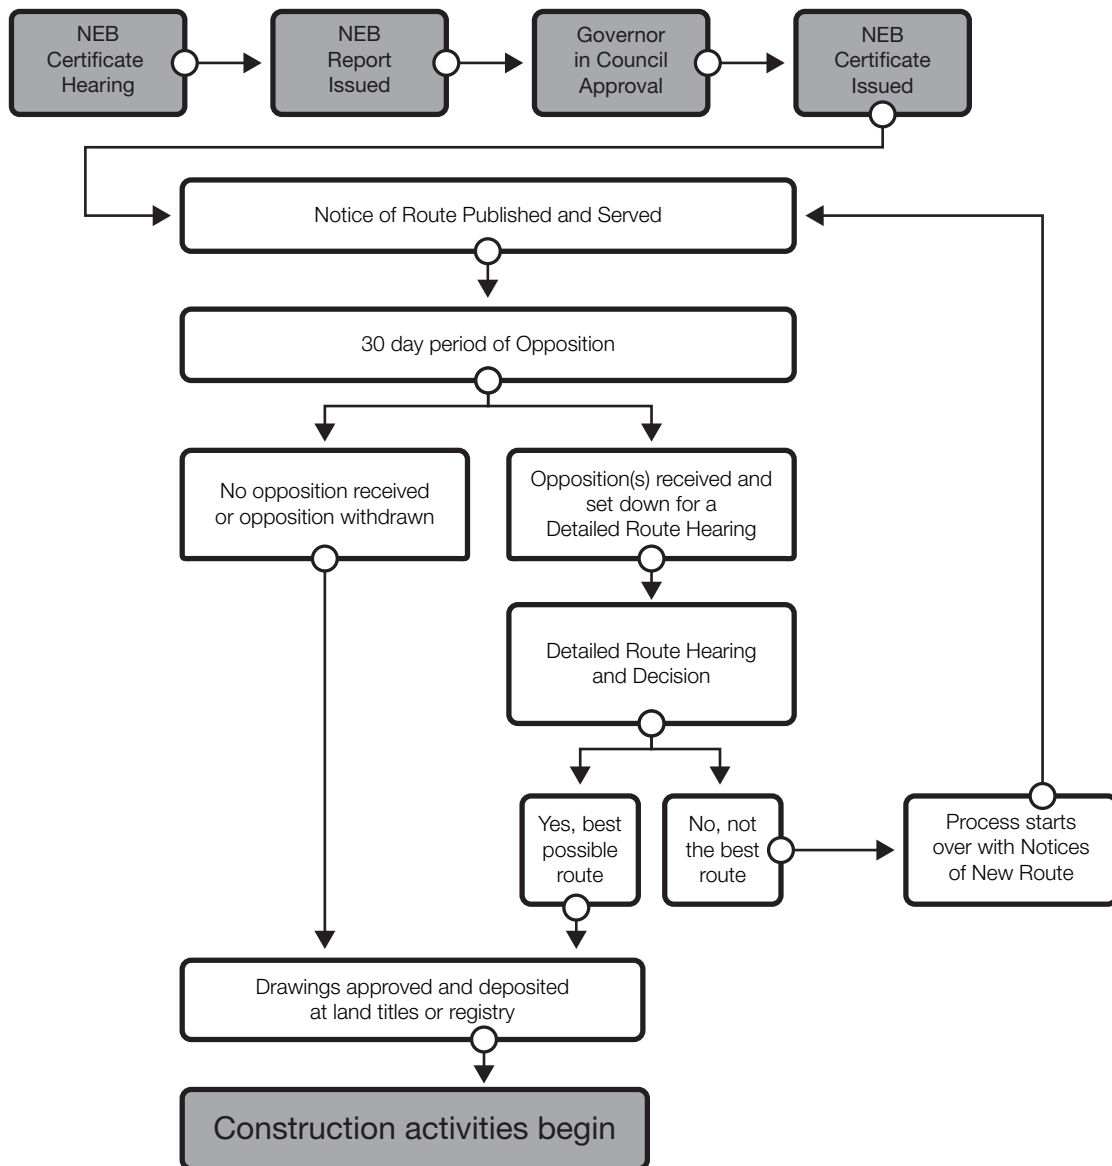 NEB
Certificate
Hearing
NEB
Report
Issued
Governor
in Council
Approval
NEB
Certificate
Issued
Notice of Route Published and Served
30 day period of Opposition
No opposition received
or opposition withdrawn
Opposition(s) received and
set down for a
Detailed Route Hearing
Detailed Route Hearing
and Decision
Yes, best
possible
route
No, not
the best
route
Process starts
over with Notices
of New Route
Drawings approved and deposited
at land titles or registry
Construction activities begin